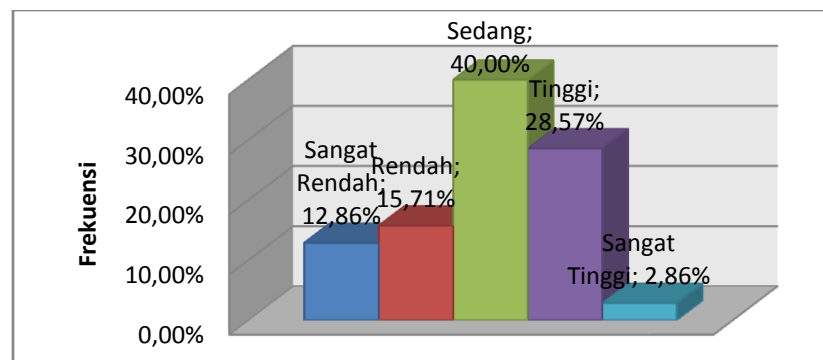 Frekuensi
40,00%
30,00%
20,00%
10,00%
0,00%
Sangat
Rendah;
12,86%
Rendah;
15,71%
Sedang;
40,00%
Tinggi;
28,57%
Sangat
Tinggi; 2,86%